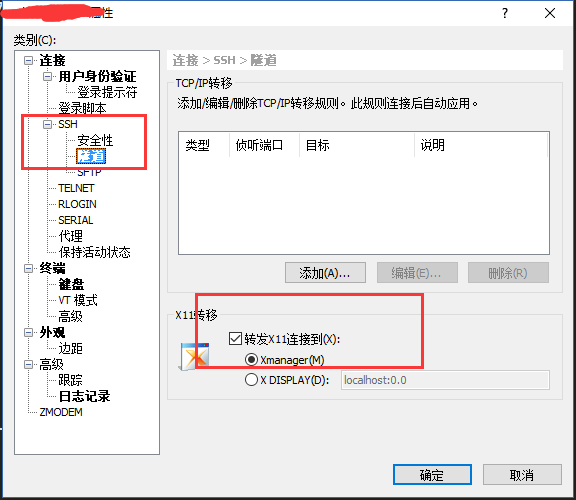 属性
类别(C):
连接
用户身份验证
登录提示符
登录脚本
SSH
安全性
隧道
SFTP
TELNET
RLOGIN
SERIAL
代理
保持活动状态
终端
键盘
VT 模式
高级
外观
边距
高级
跟踪
日志记录
ZMODEM
连接 > SSH > 隧道
TCP/IP转移
添加/编辑/删除TCP/IP转移规则。此规则连接后自动应用。
类型 侦听端口 目标 说明
添加(A)... 编辑(E)... 删除(R)
X11转移
转发X11连接到(X):
Xmanager(M)
X DISPLAY(D): localhost:0.0
确定 取消